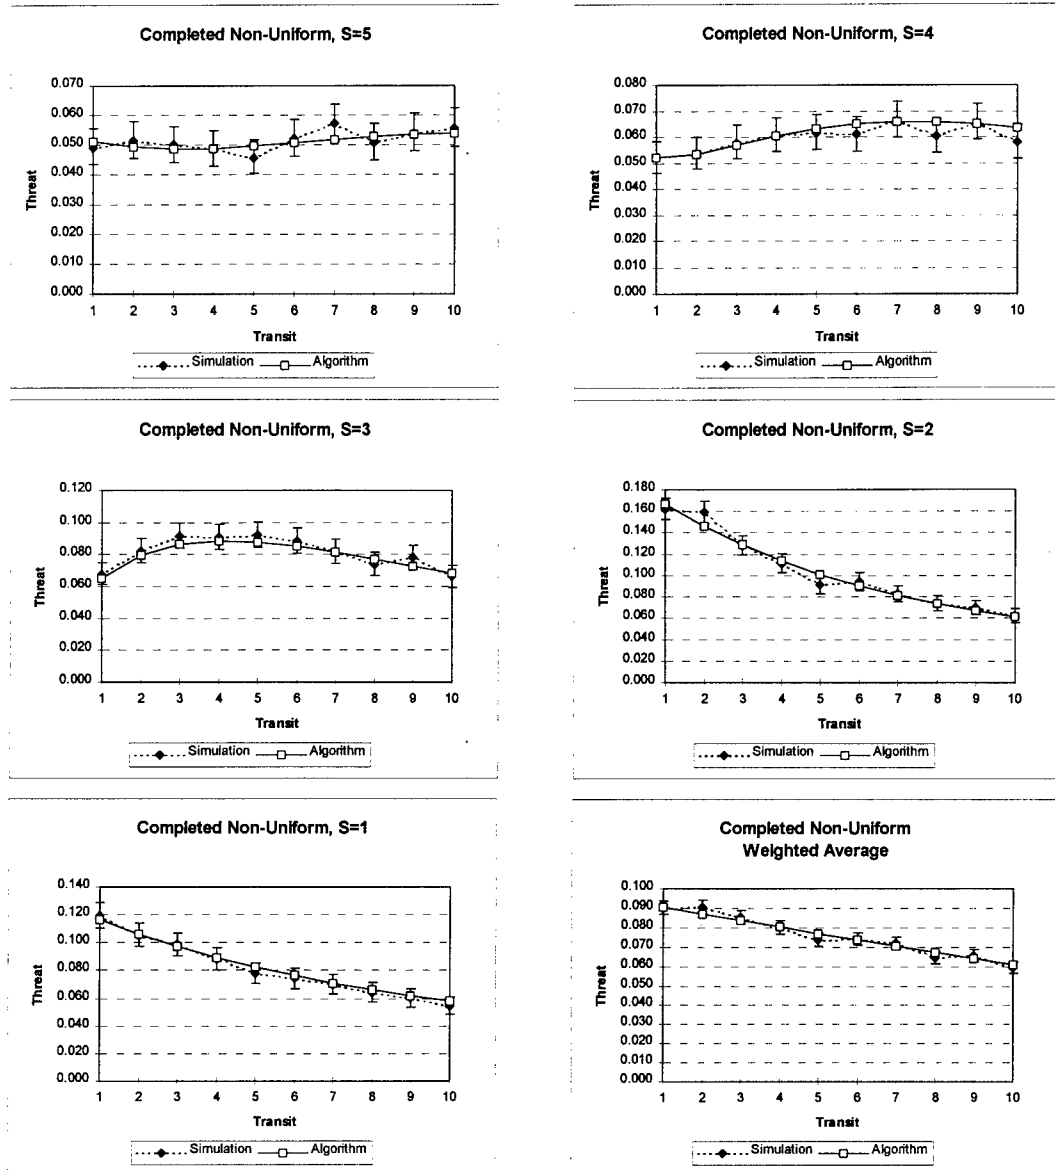 Completed Non-Uniform, S=5
0.070
0.060
0.050
0.040
0.030
0.020
0.010
0.000
Threat
1 2 3 4 5 6 7 8 9 10
Transit
Simulation Algorithm
Completed Non-Uniform, S=4
0.080
0.070
0.060
0.050
0.040
0.030
0.020
0.010
0.000
Threat
1 2 3 4 5 6 7 8 9 10
Transit
Simulation Algorithm
Completed Non-Uniform, S=3
0.120
0.100
0.080
0.060
0.040
0.020
0.000
Threat
1 2 3 4 5 6 7 8 9 10
Transit
Simulation Algorithm
Completed Non-Uniform, S=2
0.180
0.160
0.140
0.120
0.100
0.080
0.060
0.040
0.020
0.000
Threat
1 2 3 4 5 6 7 8 9 10
Transit
Simulation Algorithm
Completed Non-Uniform, S=1
0.140
0.120
0.100
0.080
0.060
0.040
0.020
0.000
Threat
1 2 3 4 5 6 7 8 9 10
Transit
Simulation Algorithm
Completed Non-Uniform
Weighted Average
0.100
0.090
0.080
0.070
0.060
0.050
0.040
0.030
0.020
0.010
0.000
Threat
1 2 3 4 5 6 7 8 9 10
Transit
Simulation Algorithm